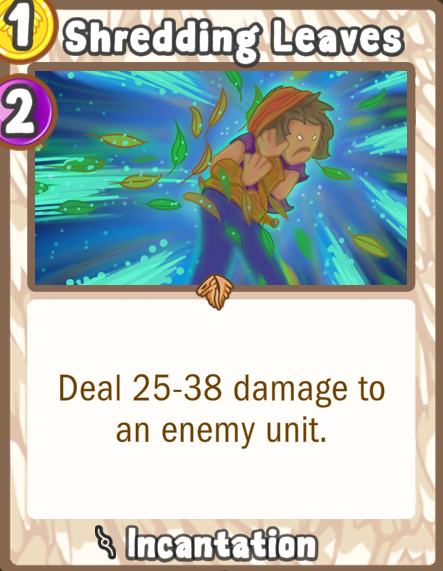 1
Shredding Leaves
2
Deal 25-38 damage to
an enemy unit.
Incantation